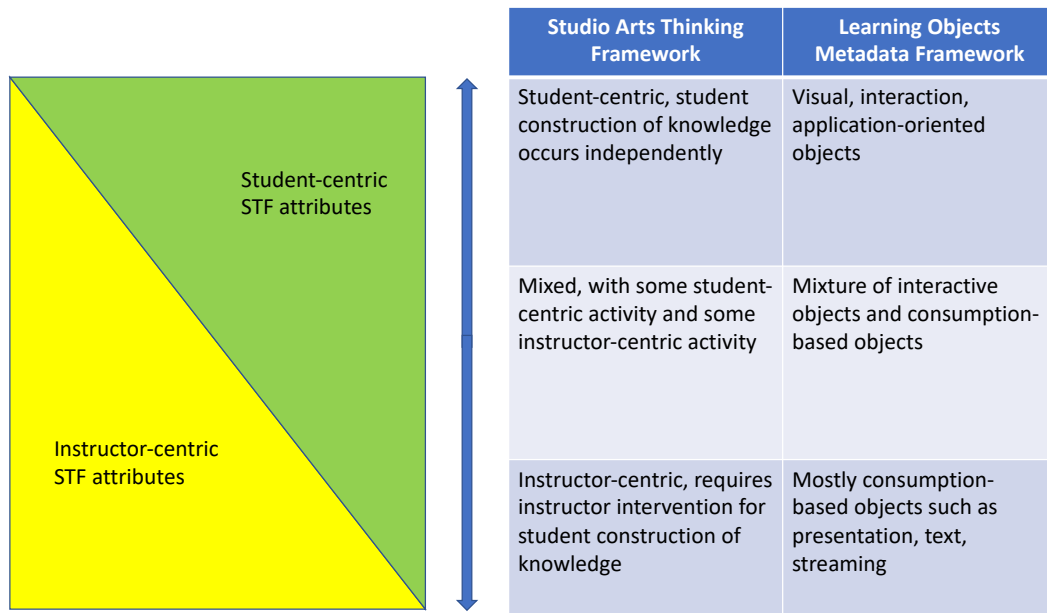 Student-centric
STF attributes
Instructor-centric
STF attributes
Studio Arts Thinking
Framework
Learning Objects
Metadata Framework
Student-centric, student
construction of knowledge
occurs independently
Visual, interaction,
application-oriented
objects
Mixed, with some student-
centric activity and some
instructor-centric activity
Mixture of interactive
objects and consumption-
based objects
Instructor-centric, requires
instructor intervention for
student construction of
knowledge
Mostly consumption-
based objects such as
presentation, text,
streaming